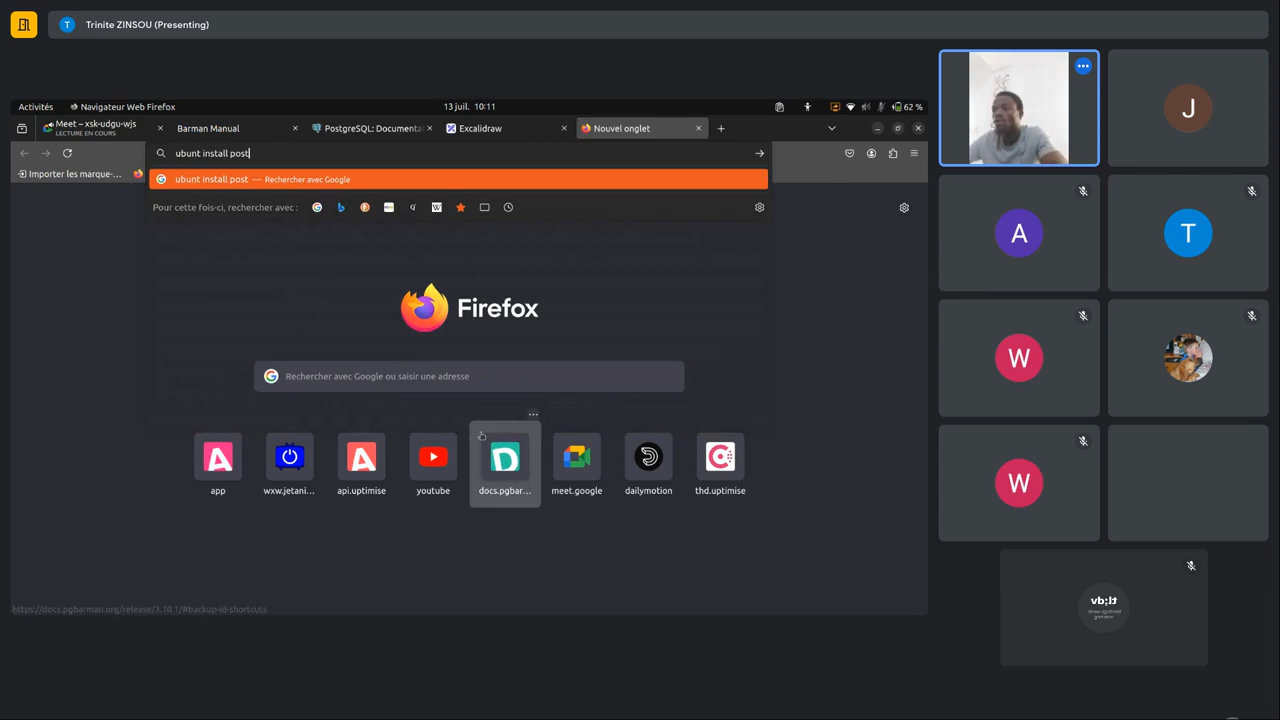 T Trinite ZINSOU (Presenting)
Activités Navigateur Web Firefox 13 juil. 10:11 62 %
Meet – xsk-udgu-wjs
LECTURE EN COURS
Barman Manual
PostgreSQL: Documenta
Excalidraw
Nouvel onglet
ubunt install post
Importer les marque-…
ubunt install post — Rechercher avec Google
Pour cette fois-ci, rechercher avec :
Firefox
Rechercher avec Google ou saisir une adresse
app wxw.jetani… api.uptimise youtube docs.pgbar… meet.google dailymotion thd.uptimise
https://docs.pgbarman.org/release/3.10.1/#backup-id-shortcuts
J
A T
W
W